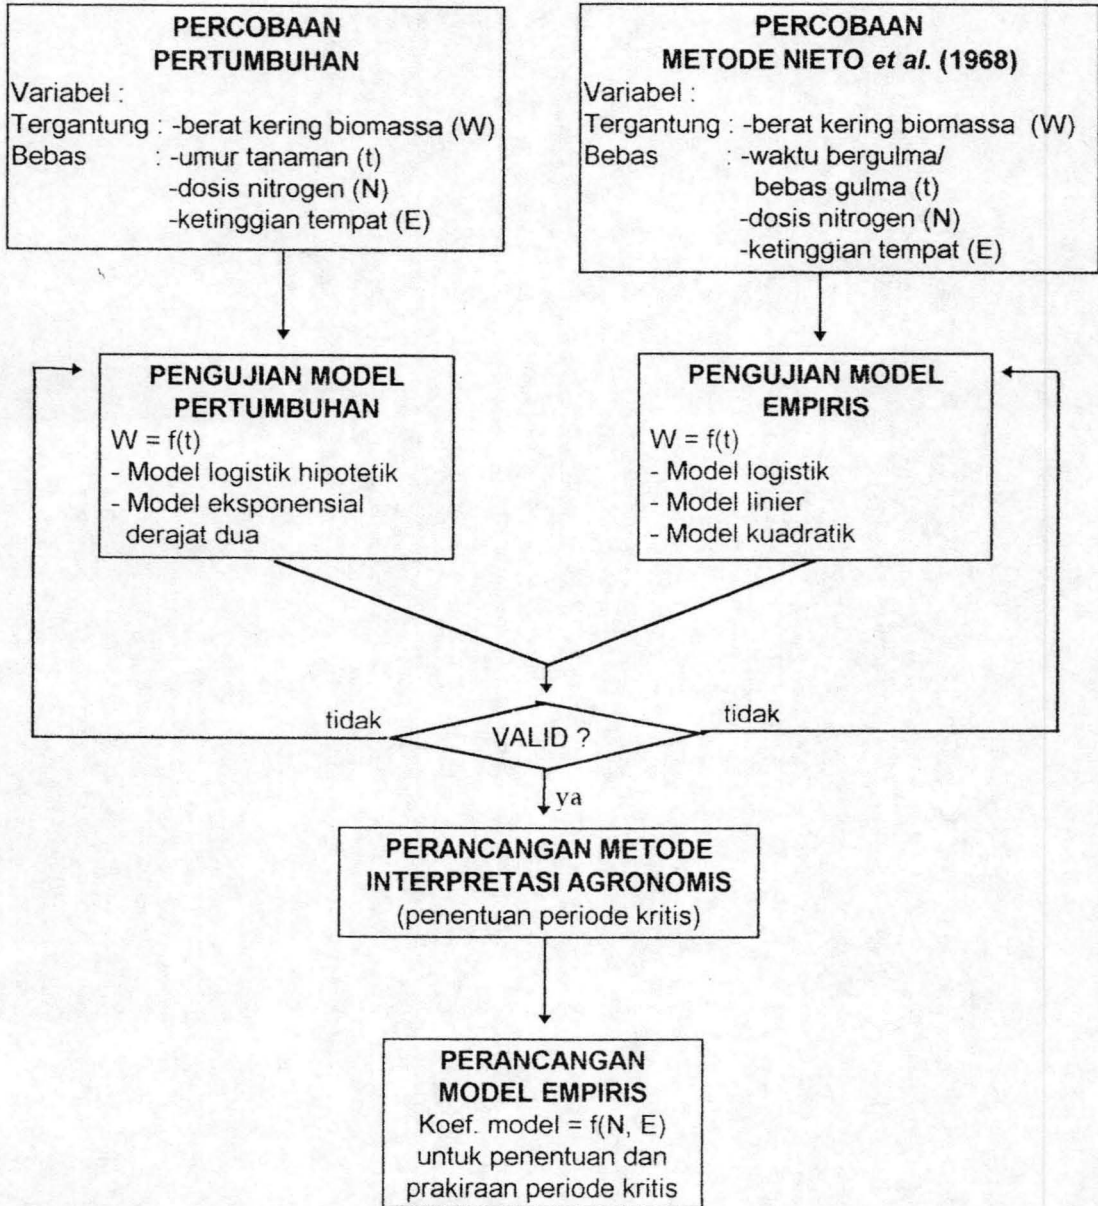 PERCOBAAN
PERTUMBUHAN
Variabel :
Tergantung : -berat kering biomassa (W)
Bebas : -umur tanaman (t)
-dosis nitrogen (N)
-ketinggian tempat (E)
PERCOBAAN
METODE NIETO et al. (1968)
Variabel :
Tergantung : -berat kering biomassa (W)
Bebas : -waktu bergulma/
bebas gulma (t)
-dosis nitrogen (N)
-ketinggian tempat (E)
PENGUJIAN MODEL
PERTUMBUHAN
W = f(t)
- Model logistik hipotetik
- Model eksponensial
derajat dua
PENGUJIAN MODEL
EMPIRIS
W = f(t)
- Model logistik
- Model linier
- Model kuadratik
tidak
VALID ?
tidak
ya
PERANCANGAN METODE
INTERPRETASI AGRONOMIS
(penentuan periode kritis)
PERANCANGAN
MODEL EMPIRIS
Koef. model = f(N, E)
untuk penentuan dan
prakiraan periode kritis